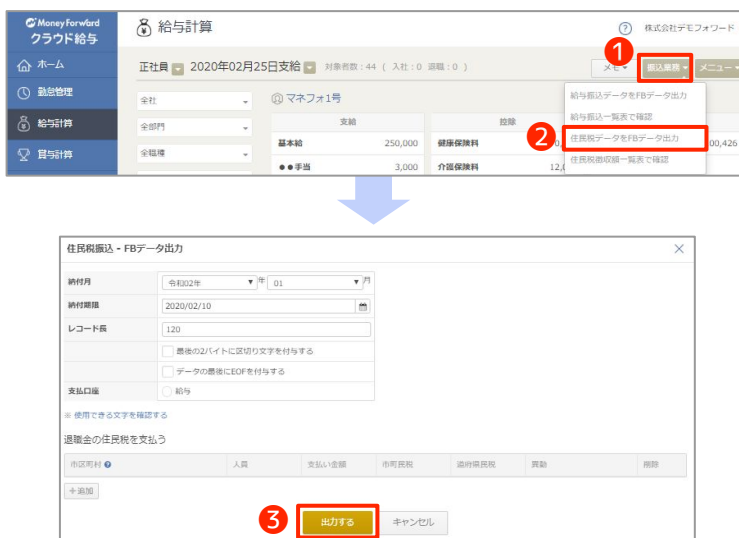 Money Forward
クラウド給与
給与計算
? 株式会社デモフォワード
ホーム
勤怠管理
給与計算
賞与計算
正社員 2020年02月25日支給 対象者数：44 ( 入社：0 退職：0 )
1
メモ 振込業務 メニュー
給与振込データをFBデータ出力
給与振込一覧表で確認
2
住民税データをFBデータ出力
住民税徴収額一覧表で確認
全社
全部門
全職種
マネフォ1号
支給 控除
基本給 250,000 健康保険料
●●手当 3,000 介護保険料 12,
00,426
住民税振込 - FBデータ出力 ×
納付月 令和02年 年 01 月
納付期限 2020/02/10
レコード長 120
最後の2バイトに区切り文字を付与する
データの最後にEOFを付与する
支払口座 給与
※ 使用できる文字を確認する
退職金の住民税を支払う
市区町村 ? 人員 支払い金額 市町民税 道府県民税 異動 削除
＋追加
3 出力する キャンセル